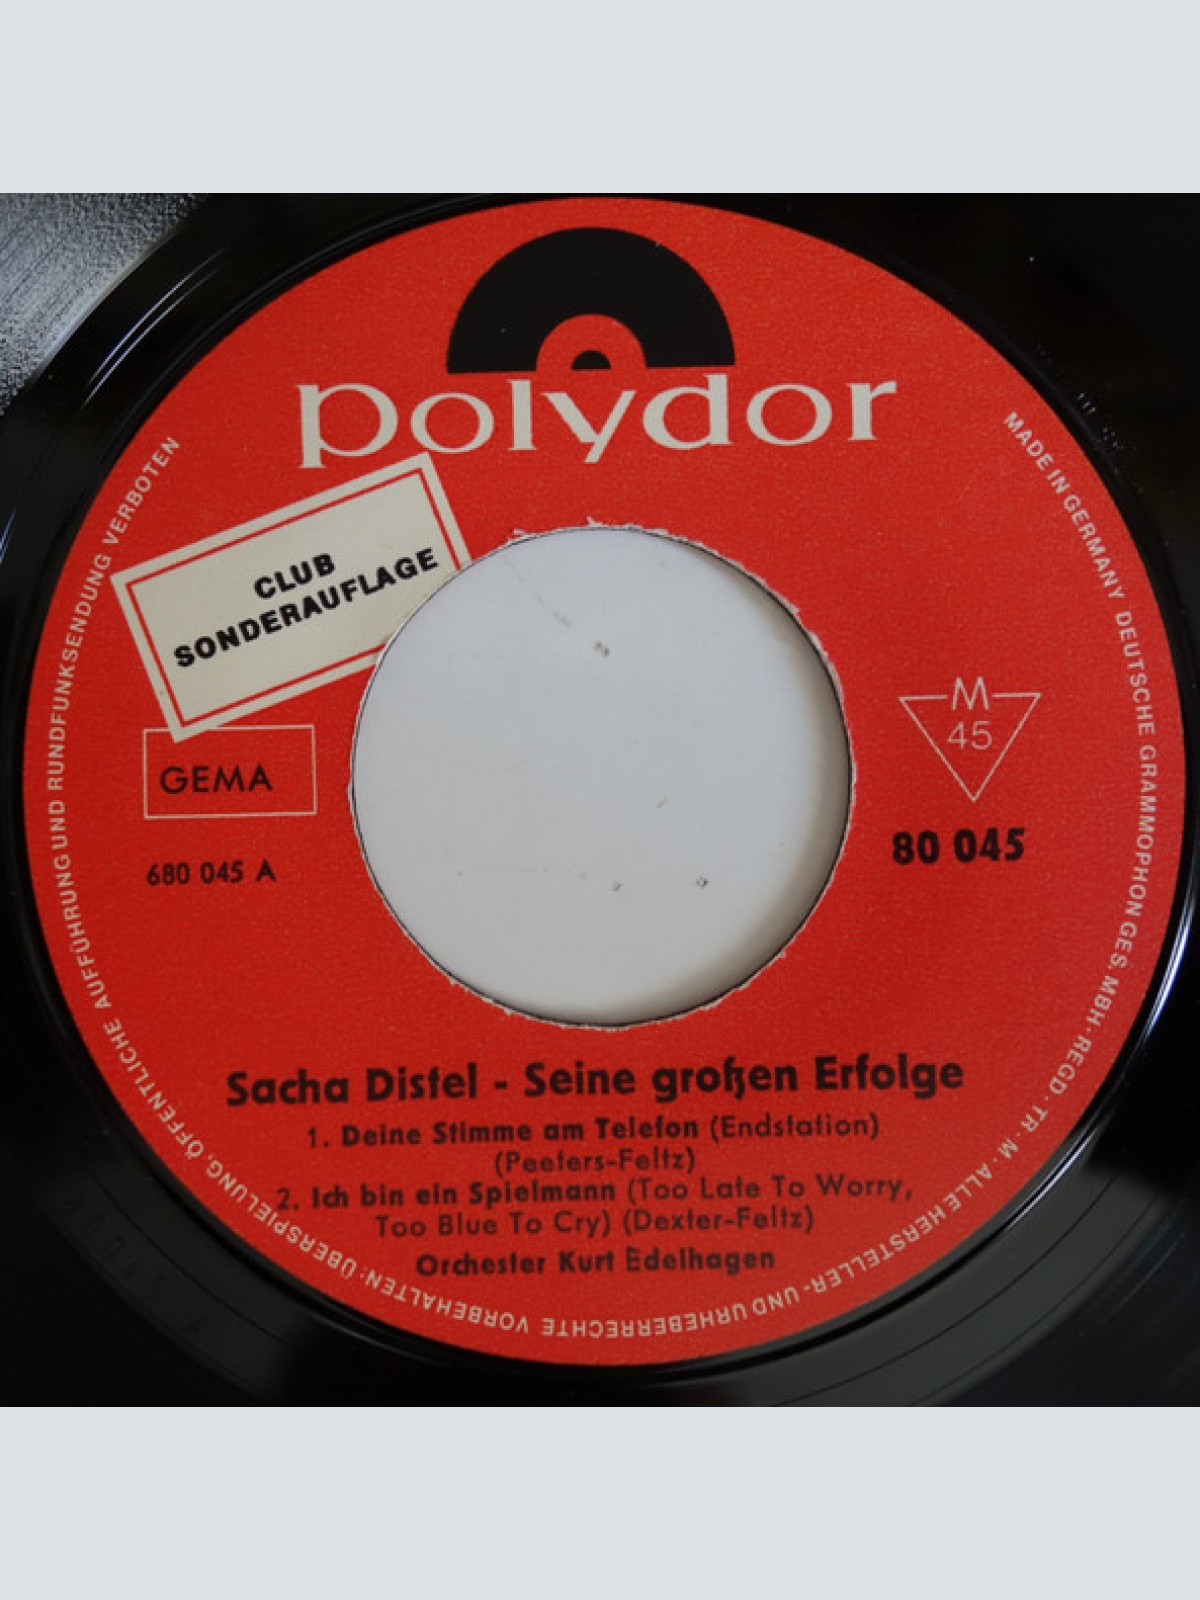 polydor
CLUB
SONDERAUFLAGE
GEMA
680 045 A
M
45
80 045
Sacha Distel - Seine großen Erfolge
1. Deine Stimme am Telefon (Endstation)
(Peeters-Feltz)
2. Ich bin ein Spielmann (Too Late To Worry,
Too Blue To Cry) (Dexter-Feltz)
Orchester Kurt Edelhagen
MADE IN GERMANY DEUTSCHE GRAMMOPHON GES. MBH · REGD · TR · M · ALLE HERSTELLER- UND URHEBERRECHTE VORBEHALTEN: ÜBERSPIELUNG, ÖFFENTLICHE AUFFÜHRUNG UND RUNDFUNKSENDUNG VERBOTEN